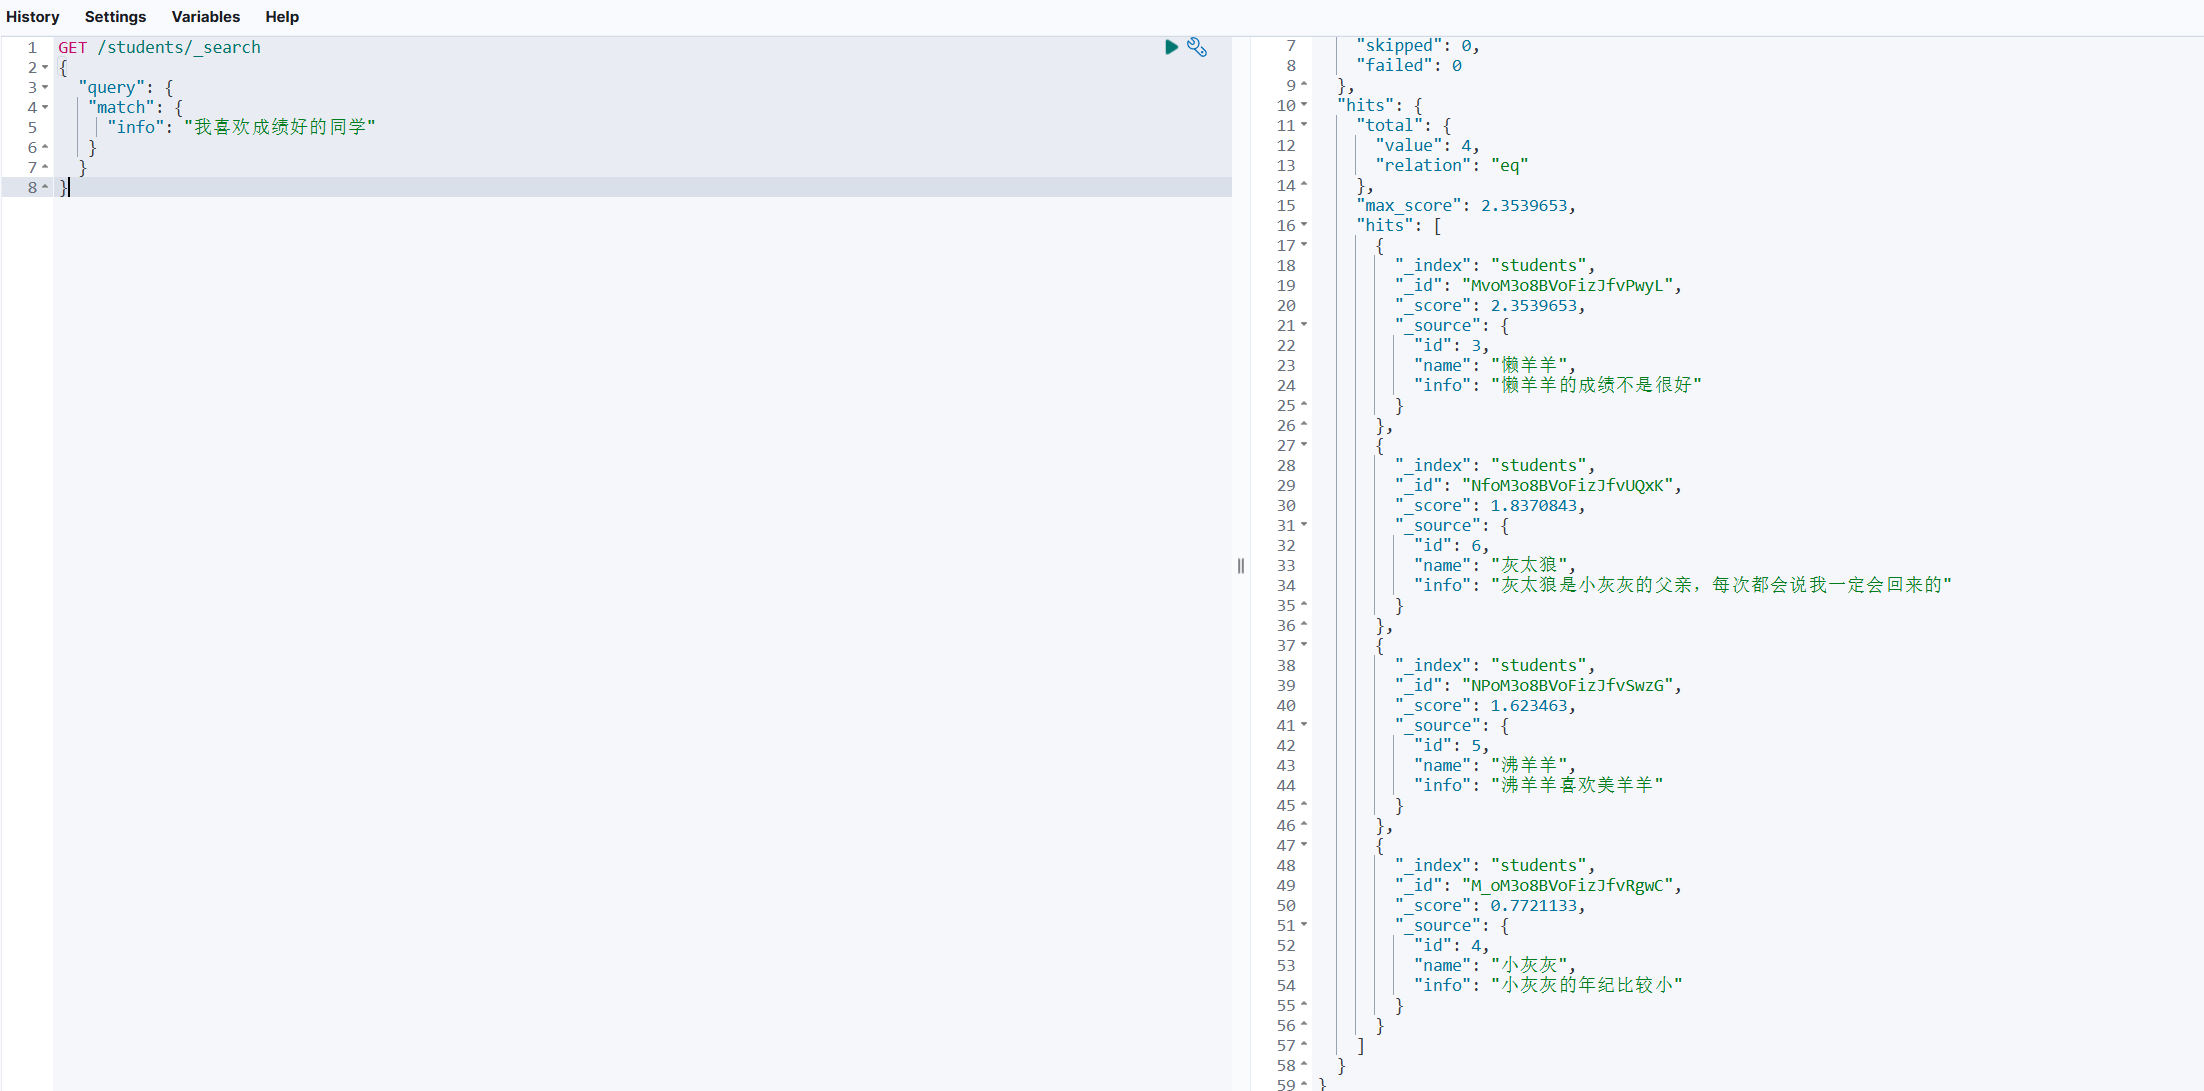 History Settings Variables Help
1 GET /students/_search
2 {
3 "query": {
4 "match": {
5 "info": "我喜欢成绩好的同学"
6 }
7 }
8 }
7 "skipped": 0,
8 "failed": 0
9 },
10 "hits": {
11 "total": {
12 "value": 4,
13 "relation": "eq"
14 },
15 "max_score": 2.3539653,
16 "hits": [
17 {
18 "_index": "students",
19 "_id": "MvoM3o8BVoFizJfvPwyL",
20 "_score": 2.3539653,
21 "_source": {
22 "id": 3,
23 "name": "懒羊羊",
24 "info": "懒羊羊的成绩不是很好"
25 }
26 },
27 {
28 "_index": "students",
29 "_id": "NfoM3o8BVoFizJfvUQxK",
30 "_score": 1.8370843,
31 "_source": {
32 "id": 6,
33 "name": "灰太狼",
34 "info": "灰太狼是小灰灰的父亲，每次都会说我一定会回来的"
35 }
36 },
37 {
38 "_index": "students",
39 "_id": "NPoM3o8BVoFizJfvSwzG",
40 "_score": 1.623463,
41 "_source": {
42 "id": 5,
43 "name": "沸羊羊",
44 "info": "沸羊羊喜欢美羊羊"
45 }
46 },
47 {
48 "_index": "students",
49 "_id": "M_oM3o8BVoFizJfvRgwC",
50 "_score": 0.7721133,
51 "_source": {
52 "id": 4,
53 "name": "小灰灰",
54 "info": "小灰灰的年纪比较小"
55 }
56 }
57 ]
58 }
59 }